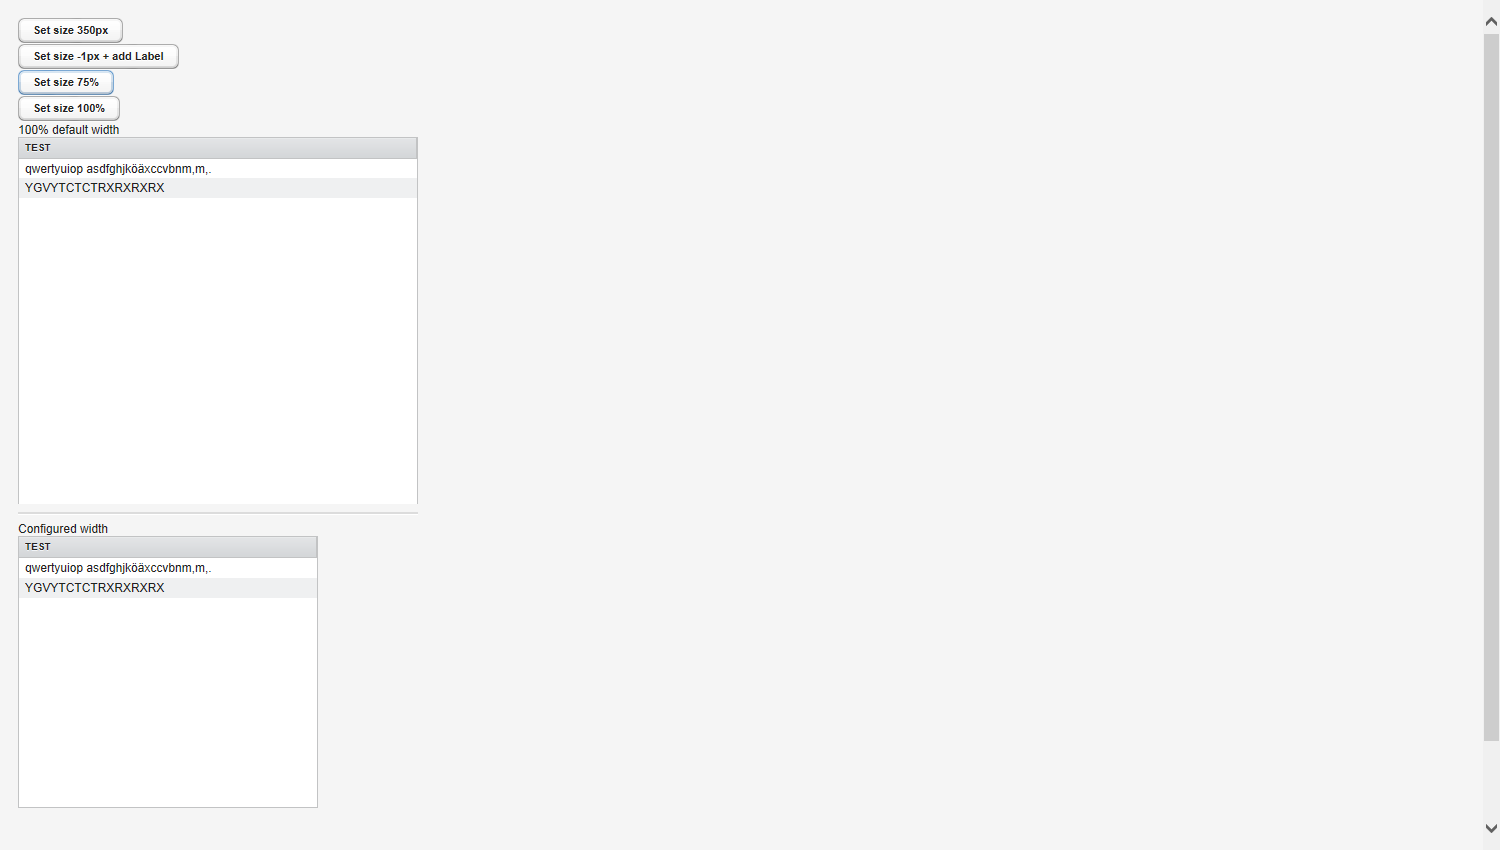 Set size 350px
Set size -1px + add Label
Set size 75%
Set size 100%
100% default width
TEST
qwertyuiop asdfghjköäxccvbnm,m,.
YGVYTCTCTRXRXRXRX
Configured width
TEST
qwertyuiop asdfghjköäxccvbnm,m,.
YGVYTCTCTRXRXRXRX